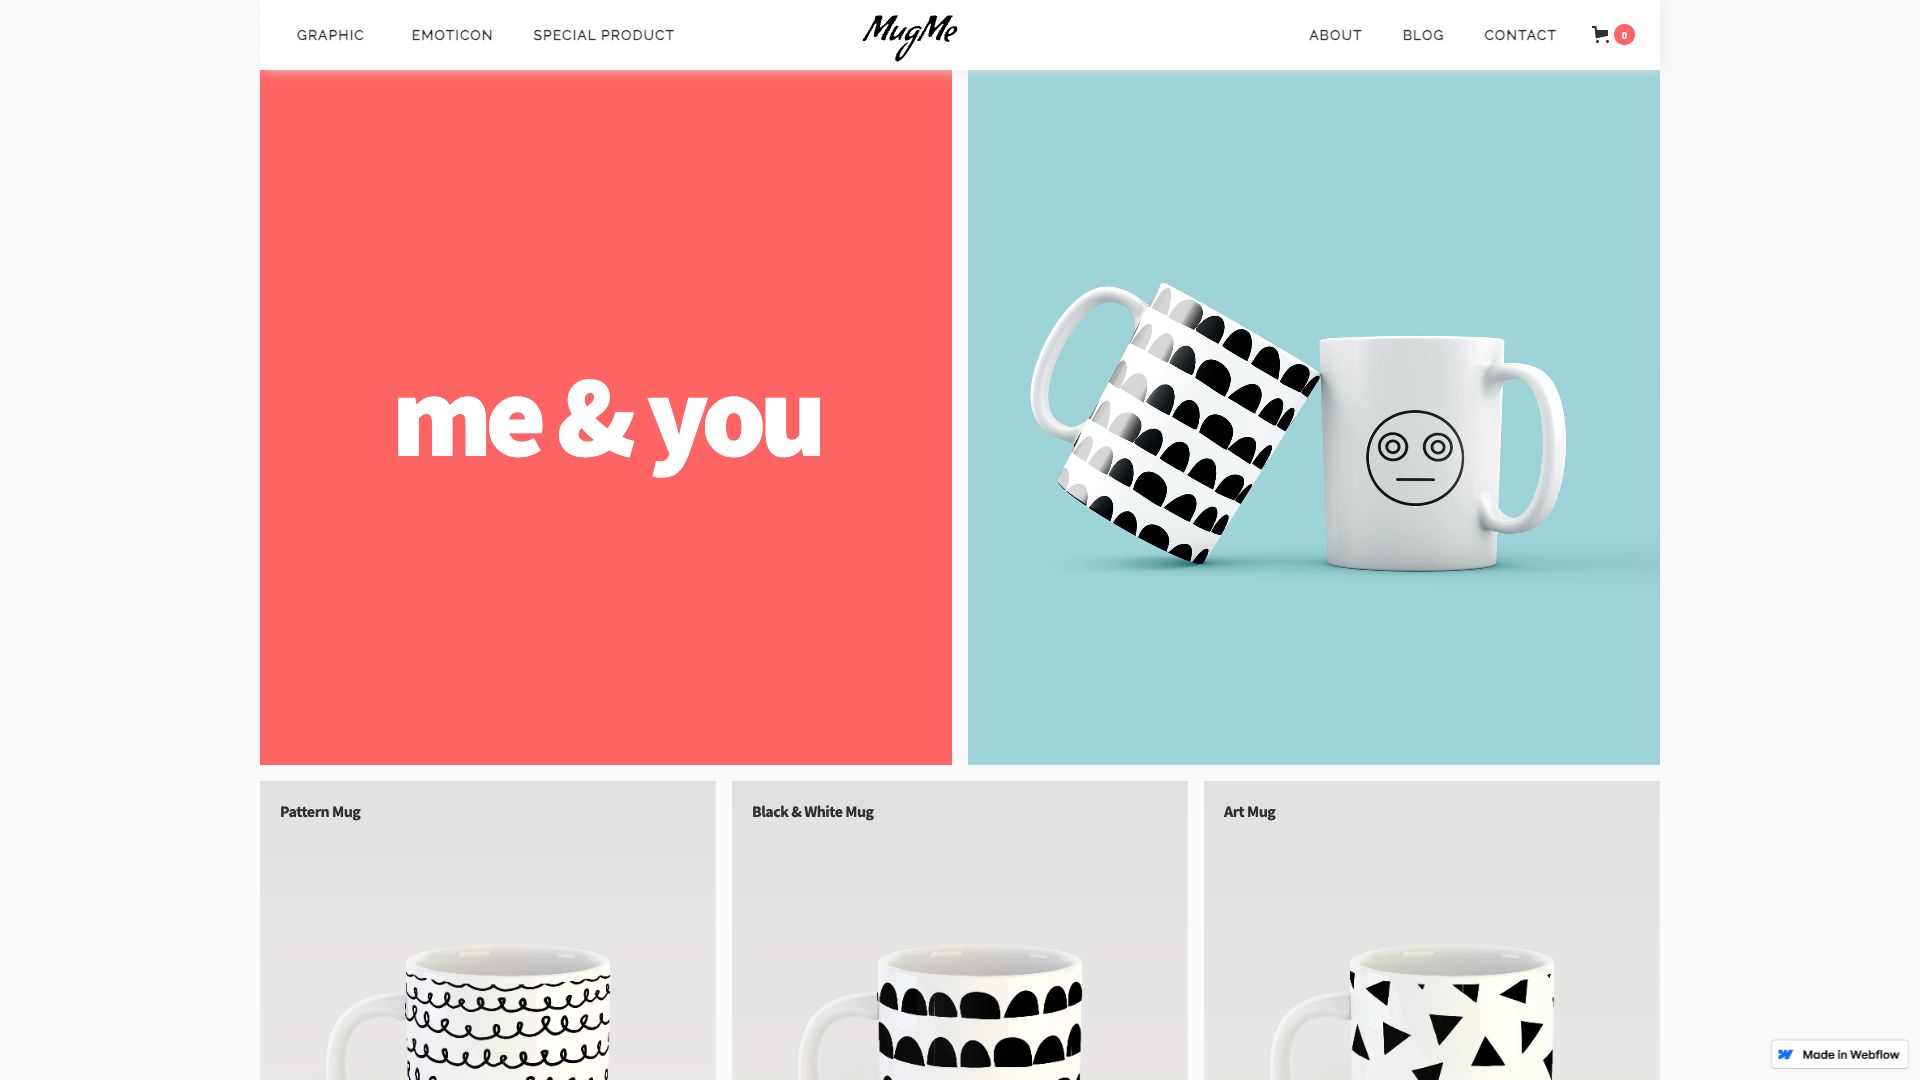 GRAPHIC EMOTICON SPECIAL PRODUCT MugMe ABOUT BLOG CONTACT 0
me & you
Pattern Mug
Black & White Mug
Art Mug
Made in Webflow